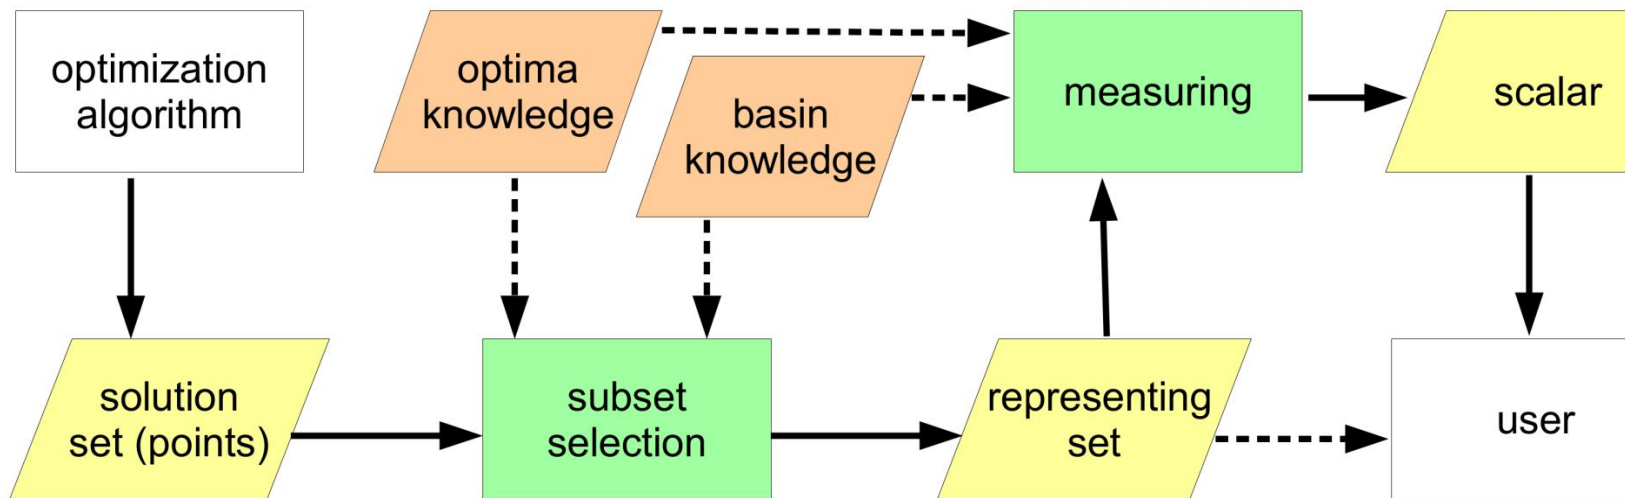 optimization
algorithm
optima
knowledge
basin
knowledge
measuring
scalar
solution
set (points)
subset
selection
representing
set
user